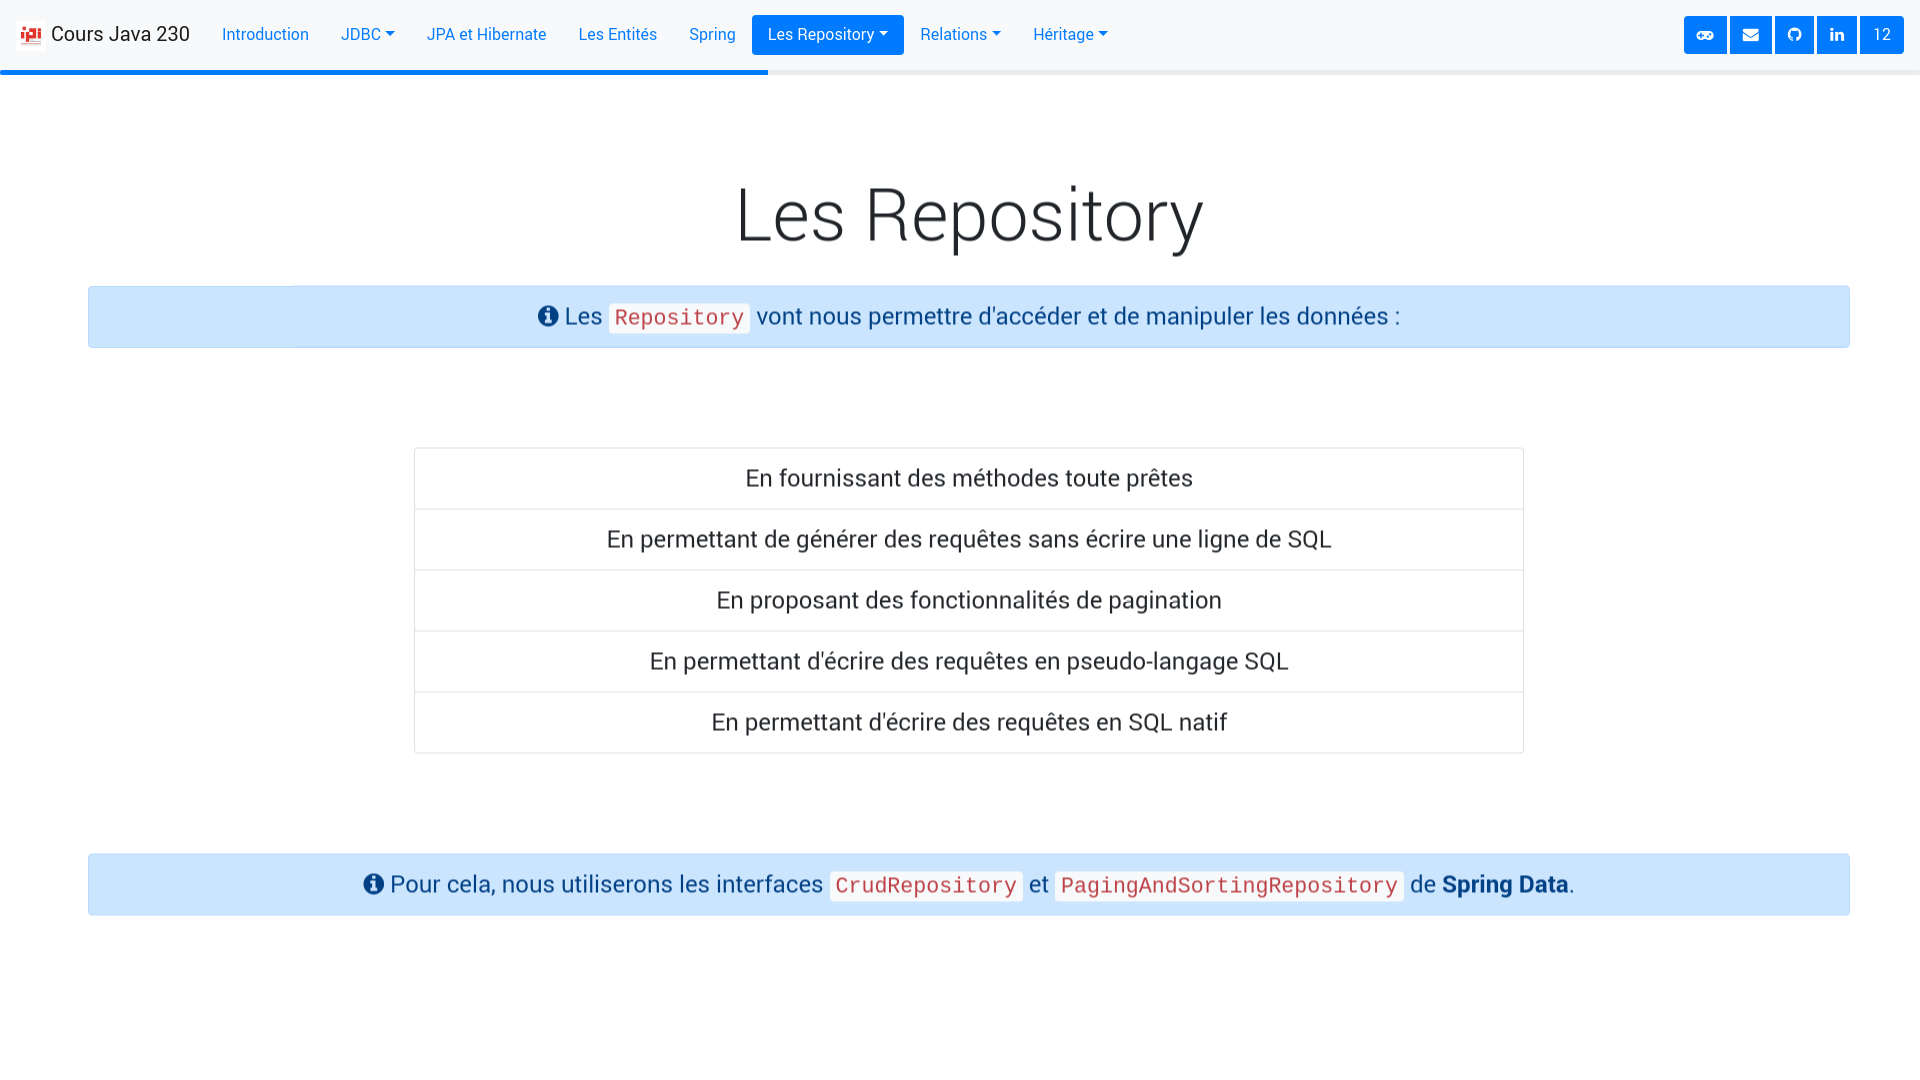 ipi Cours Java 230 Introduction JDBC JPA et Hibernate Les Entités Spring Les Repository Relations Héritage 12
Les Repository
Les Repository vont nous permettre d'accéder et de manipuler les données :
En fournissant des méthodes toute prêtes
En permettant de générer des requêtes sans écrire une ligne de SQL
En proposant des fonctionnalités de pagination
En permettant d'écrire des requêtes en pseudo-langage SQL
En permettant d'écrire des requêtes en SQL natif
Pour cela, nous utiliserons les interfaces CrudRepository et PagingAndSortingRepository de Spring Data.